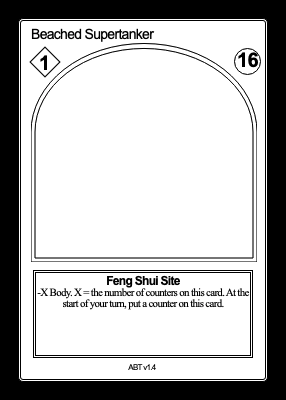 Beached Supertanker
1
16
Feng Shui Site
-X Body. X = the number of counters on this card. At the
start of your turn, put a counter on this card.
ABT v1.4